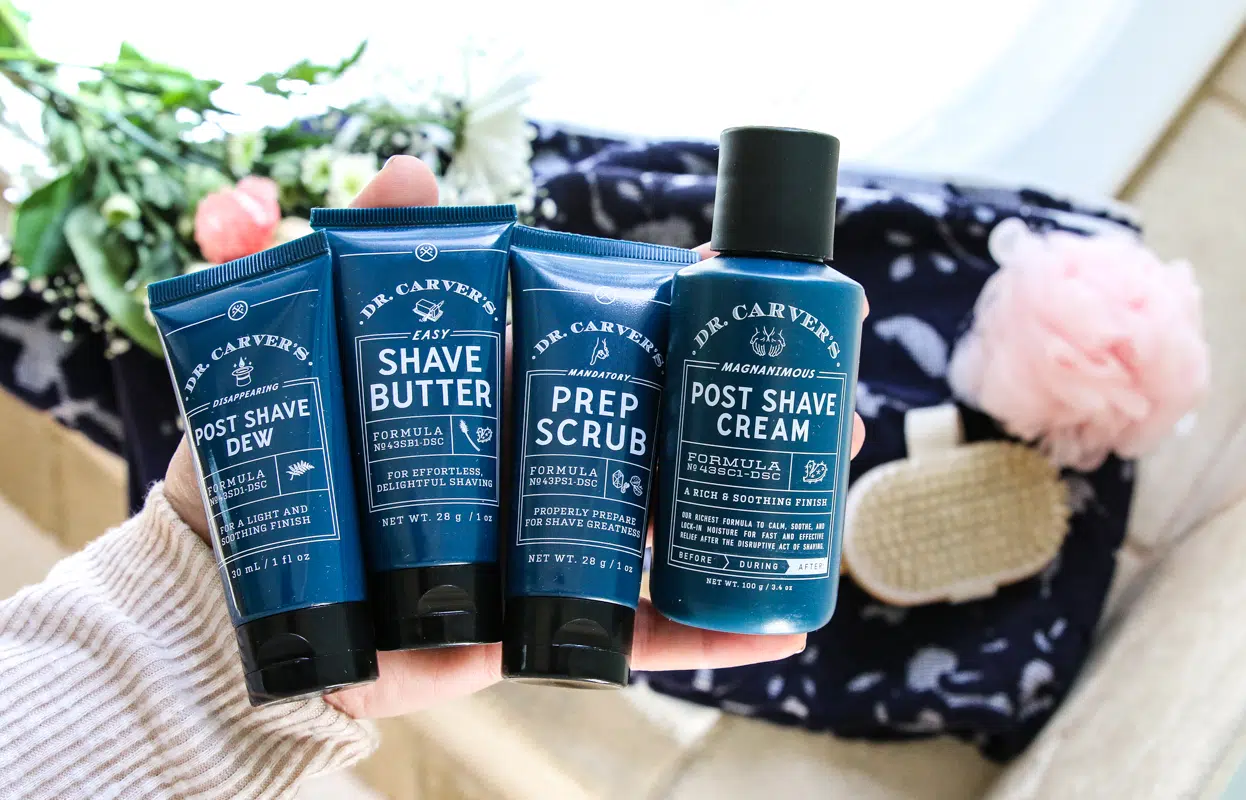 DR. CARVER'S
DISAPPEARING
POST SHAVE
DEW
FORMULA
Nº43SD1-DSC
FOR A LIGHT AND
SOOTHING FINISH
30 mL / 1 fl oz
DR. CARVER'S
EASY
SHAVE
BUTTER
FORMULA
Nº43SB1-DSC
FOR EFFORTLESS,
DELIGHTFUL SHAVING
NET WT. 28 g / 1 oz
DR. CARVER'S
MANDATORY
PREP
SCRUB
FORMULA
Nº43PS1-DSC
PROPERLY PREPARE
FOR SHAVE GREATNESS
NET WT. 28 g / 1 oz
DR. CARVER'S
MAGNANIMOUS
POST SHAVE
CREAM
FORMULA
Nº43SC1-DSC
A RICH & SOOTHING FINISH
OUR RICHEST FORMULA TO CALM, SOOTHE, AND
LOCK-IN MOISTURE FOR FAST AND EFFECTIVE
RELIEF AFTER THE DISRUPTIVE ACT OF SHAVING.
BEFORE DURING AFTER
NET WT. 100 g / 3.4 oz